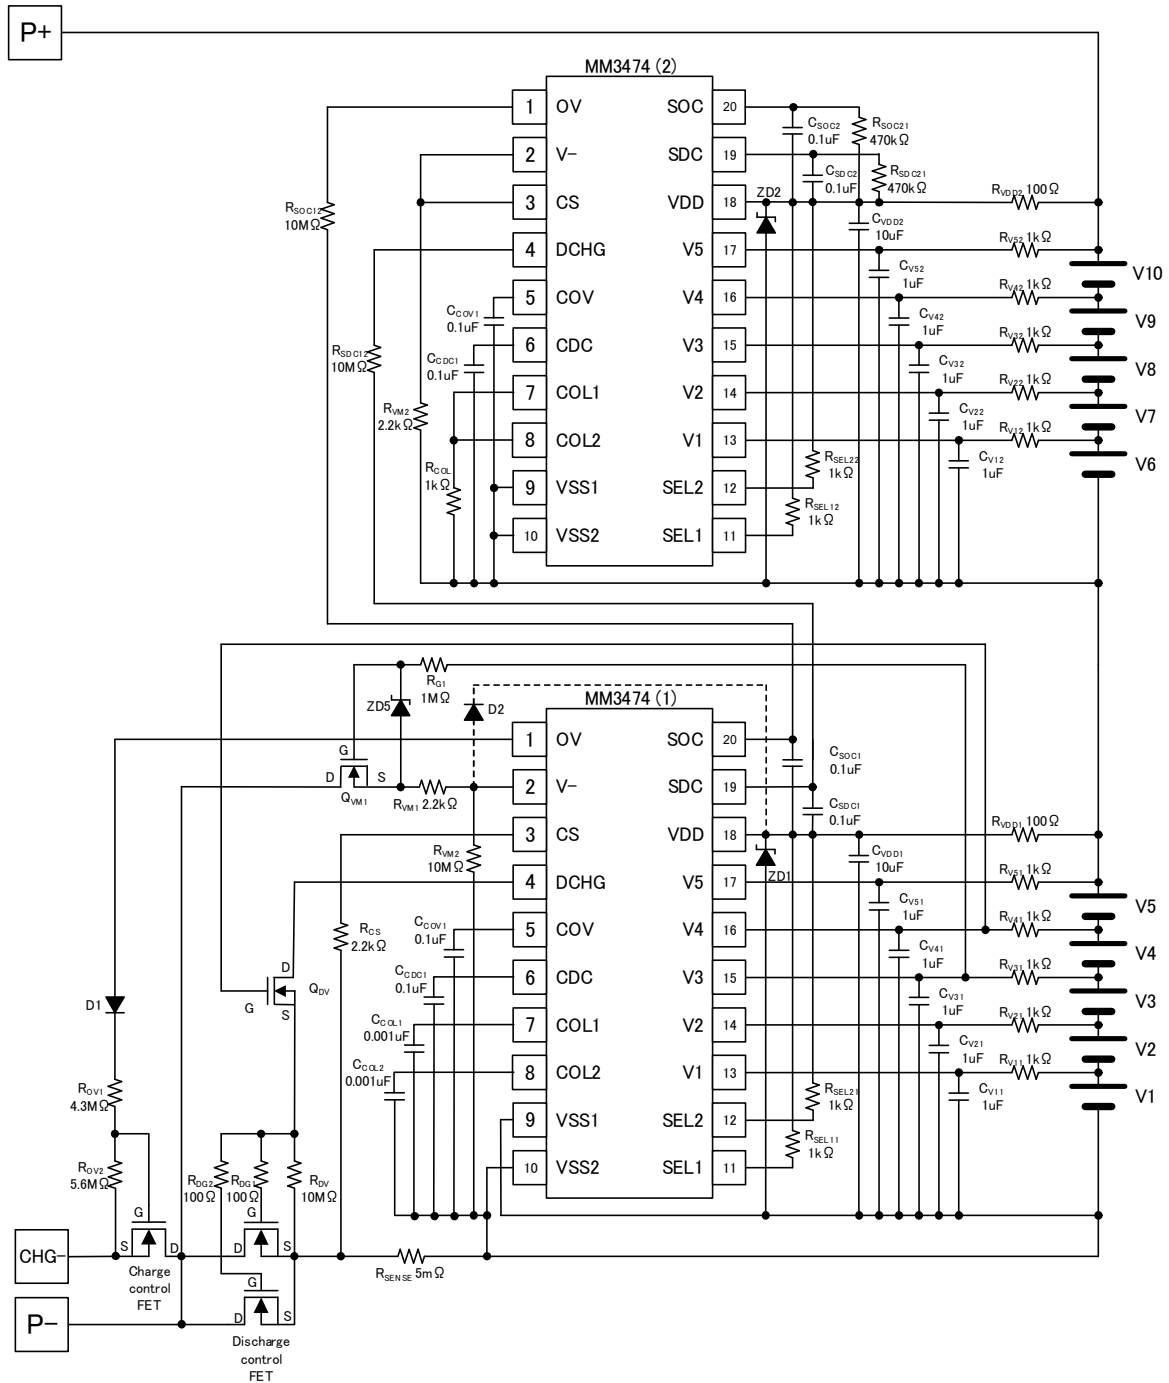 P+
MM3474 (2)
1 OV
2 V-
3 CS
4 DCHG
5 COV
6 CDC
7 COL1
8 COL2
9 VSS1
10 VSS2
SOC 20
SDC 19
VDD 18
V5 17
V4 16
V3 15
V2 14
V1 13
SEL2 12
SEL1 11
RSOC12
10MΩ
RSDC12
10MΩ
CCOV1
0.1uF
CCDC1
0.1uF
RVM2
2.2kΩ
RCOL
1kΩ
CSOC2
0.1uF
RSOC21
470kΩ
CSDC2
0.1uF
RSDC21
470kΩ
ZD2
CVDD2
10uF
RVDD2 100Ω
RV52 1kΩ
CV52
1uF
RV42 1kΩ
CV42
1uF
RV32 1kΩ
CV32
1uF
RV22 1kΩ
CV22
1uF
RV12 1kΩ
CV12
1uF
RSEL22
1kΩ
RSEL12
1kΩ
V10
V9
V8
V7
V6
RG1
1MΩ
ZD5
D2
G
D
S
QVM1
RVM1 2.2kΩ
MM3474 (1)
1 OV
2 V-
3 CS
4 DCHG
5 COV
6 CDC
7 COL1
8 COL2
9 VSS1
10 VSS2
SOC 20
SDC 19
VDD 18
V5 17
V4 16
V3 15
V2 14
V1 13
SEL2 12
SEL1 11
RVM2
10MΩ
RCS
2.2kΩ
CCOV1
0.1uF
CCDC1
0.1uF
CCOL1
0.001uF
CCOL2
0.001uF
D
QDV
G
S
D1
CSOC1
0.1uF
CSDC1
0.1uF
ZD1
CVDD1
10uF
RVDD1 100Ω
RV51 1kΩ
CV51
1uF
RV41 1kΩ
CV41
1uF
RV31 1kΩ
CV31
1uF
RV21 1kΩ
CV21
1uF
RV11 1kΩ
CV11
1uF
RSEL21
1kΩ
RSEL11
1kΩ
V5
V4
V3
V2
V1
ROV1
4.3MΩ
ROV2
5.6MΩ
RDG2
100Ω
RDG1
100Ω
RDV
10MΩ
CHG-
G
S
D
Charge
control
FET
G
D
S
RSENSE 5mΩ
P-
G
D
S
Discharge
control
FET